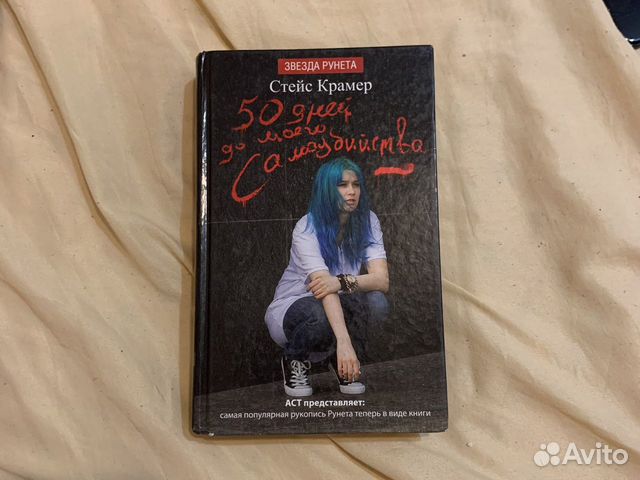 ЗВЕЗДА РУНЕТА
Стейс Крамер
50 дней
до моего
Самоубийства
АСТ представляет:
самая популярная рукопись Рунета теперь в виде книги
Avito